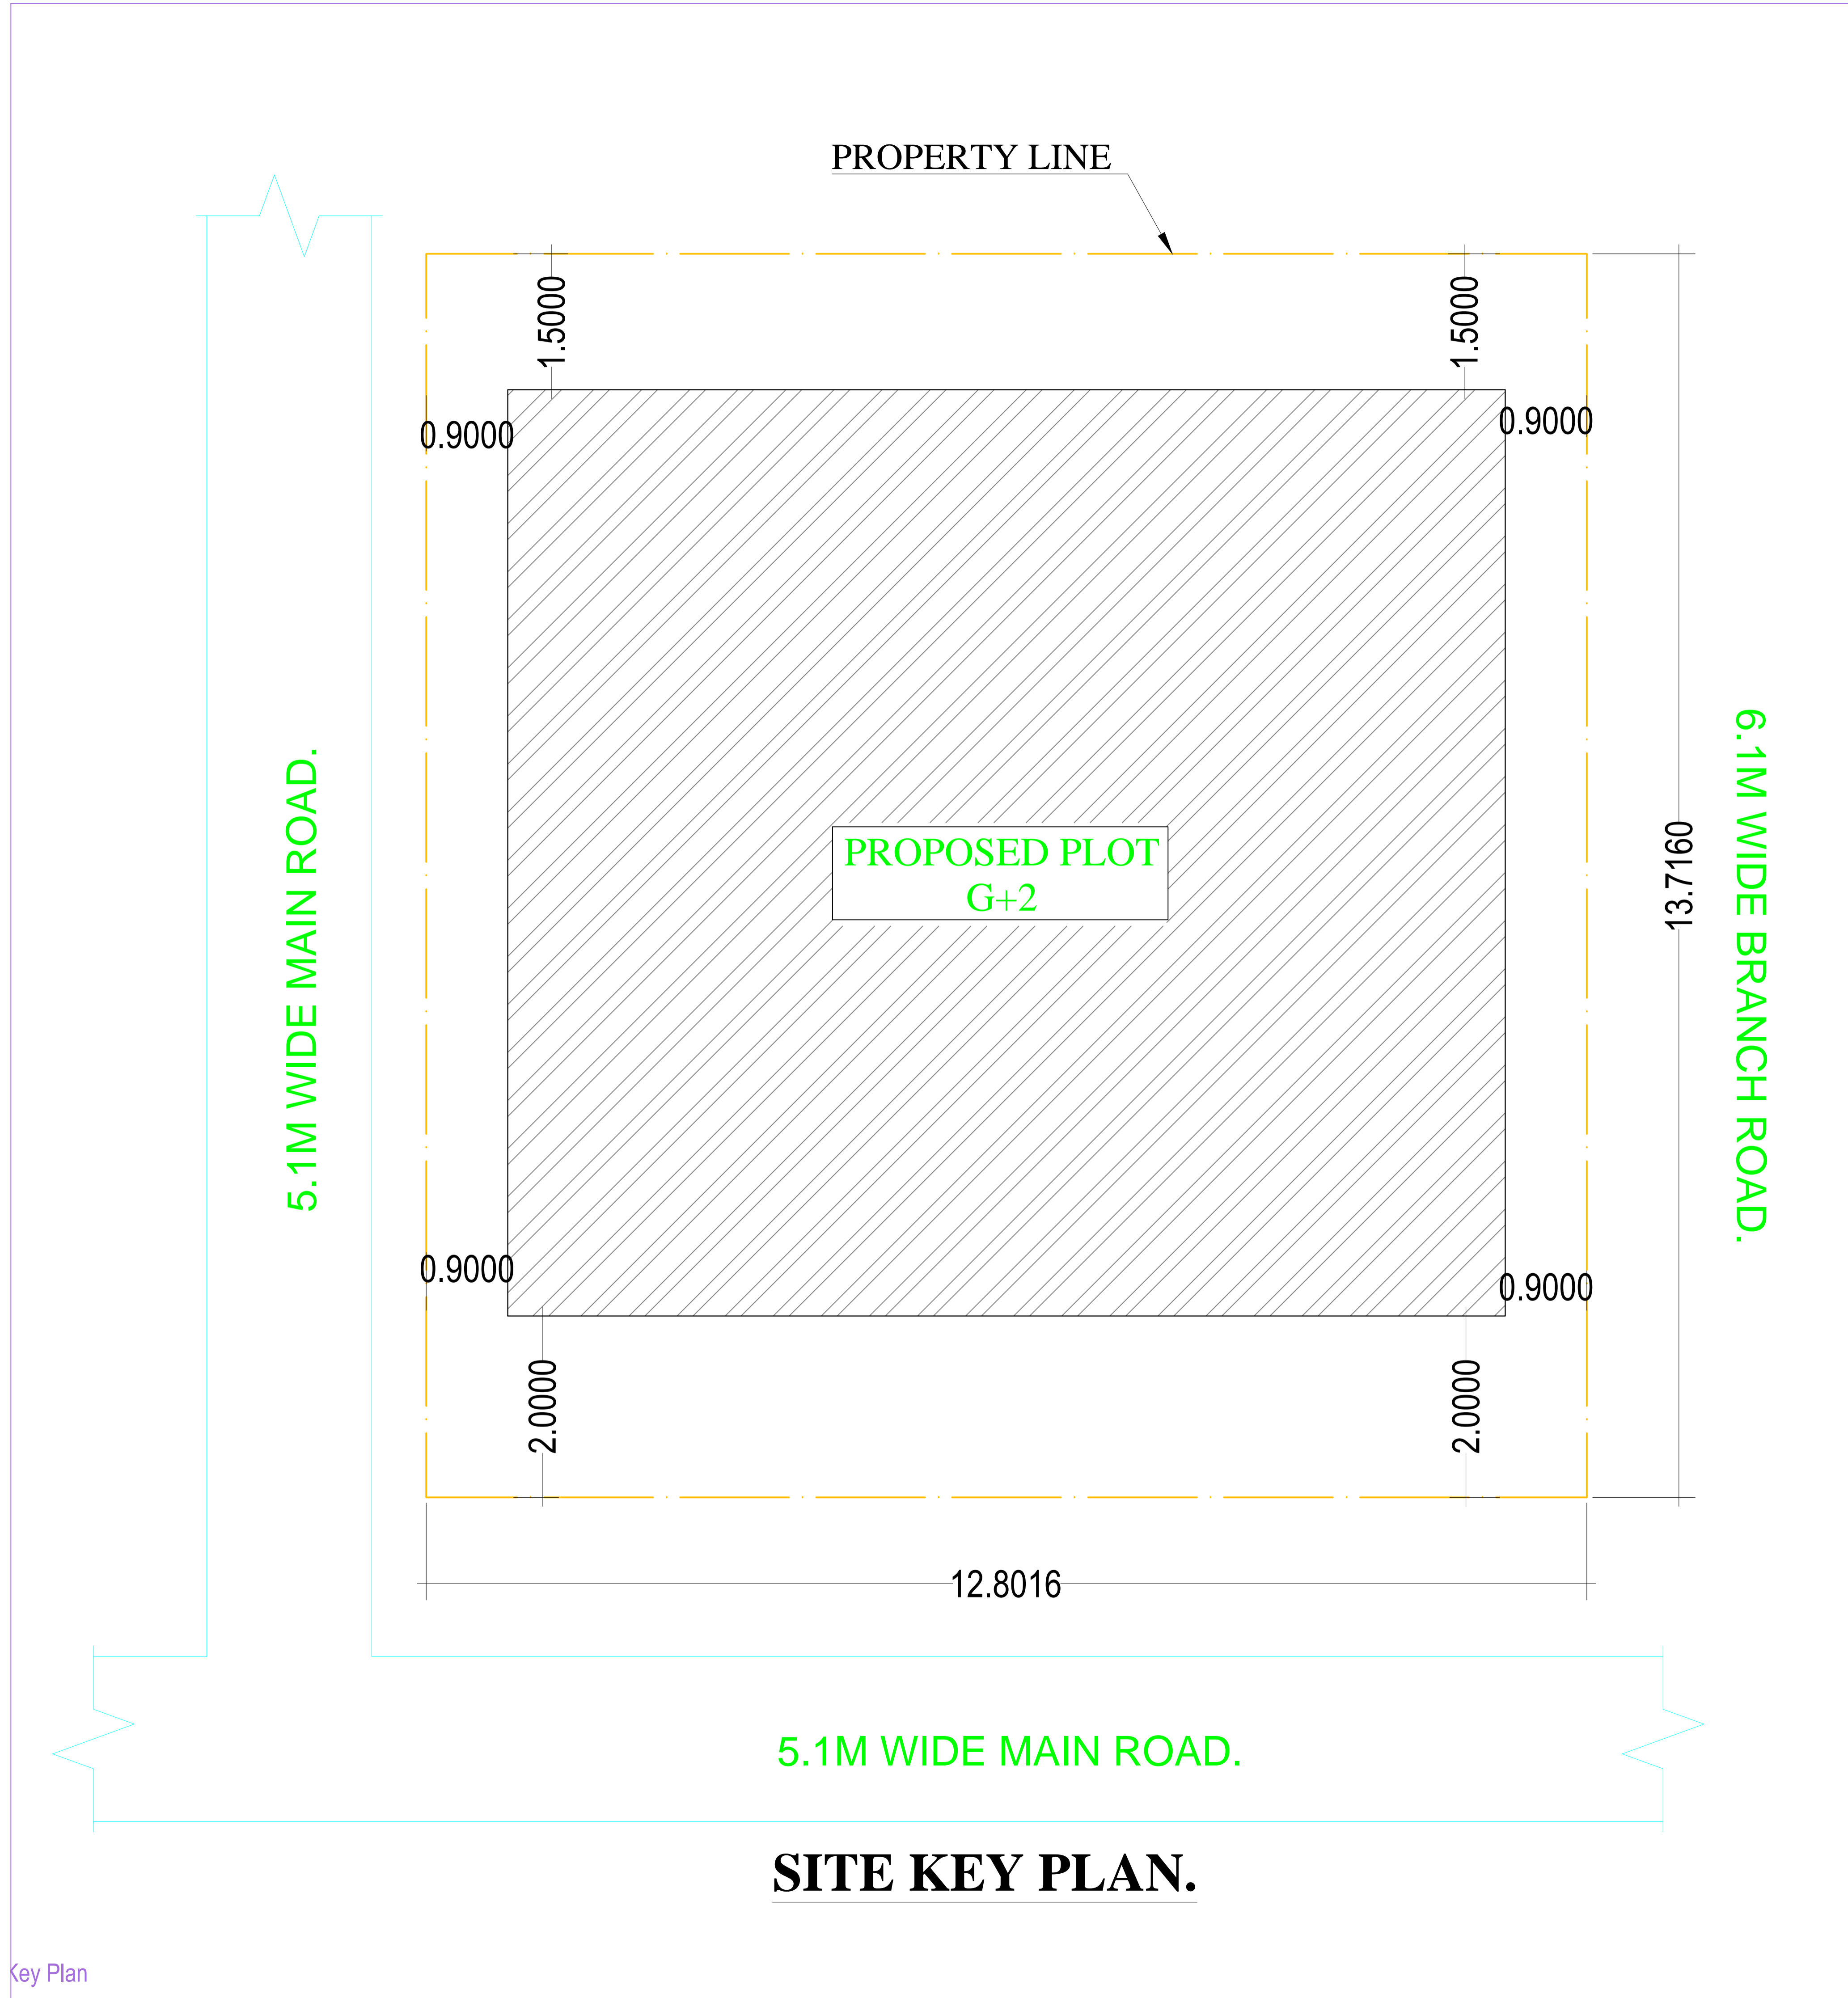 PROPERTY LINE
1.5000
1.5000
0.9000
0.9000
5.1M WIDE MAIN ROAD.
PROPOSED PLOT
G+2
13.7160
6.1M WIDE BRANCH ROAD.
0.9000
0.9000
2.0000
2.0000
12.8016
5.1M WIDE MAIN ROAD.
SITE KEY PLAN.
Key Plan